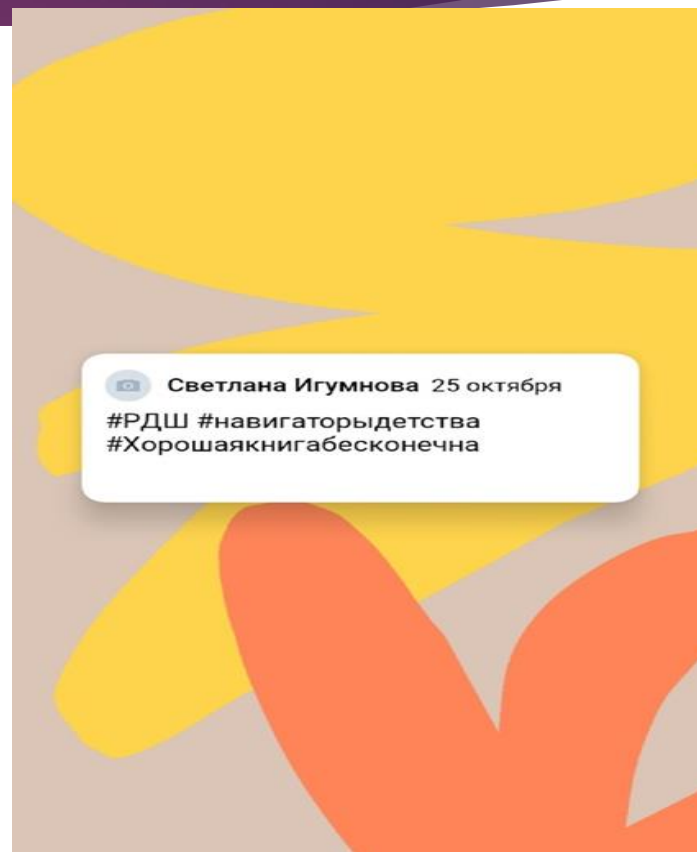 Светлана Игумнова 25 октября
#РДШ #навигаторыдетства
#Хорошаякнигабесконечна